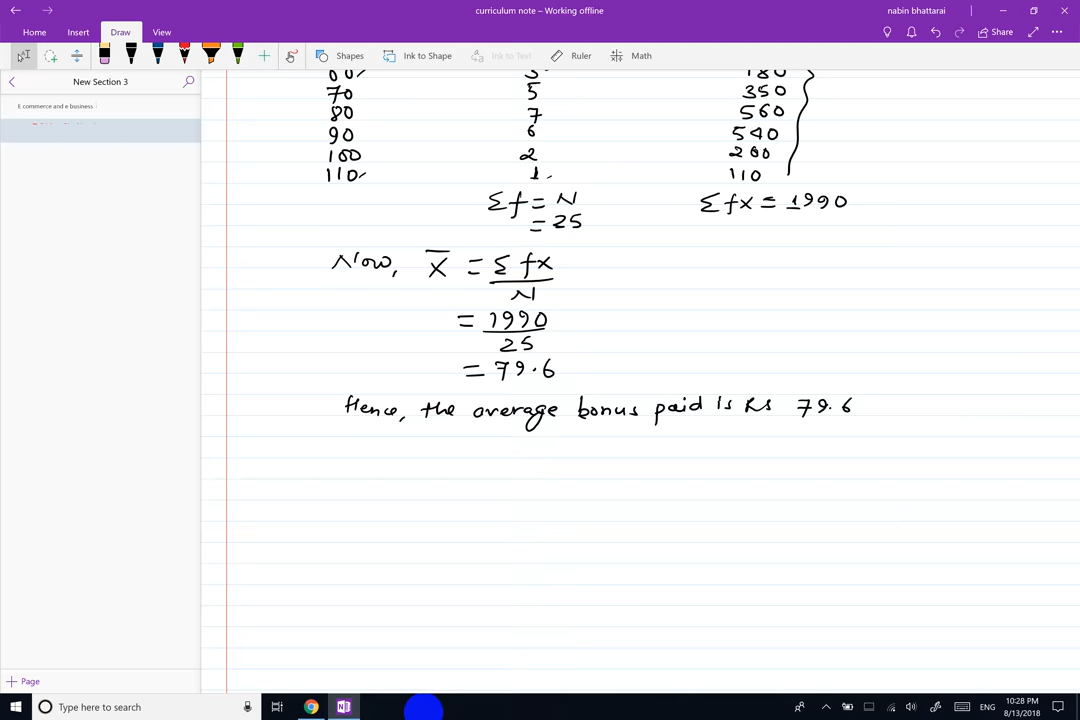 curriculum note – Working offline
nabin bhattarai
Home Insert Draw View
Share
Shapes Ink to Shape Ink to Text Ruler Math
New Section 3
E commerce and e business
60 3 180
70 5 350
80 7 560
90 6 540
100 2 200
110 1 110
Σf = N Σfx = 1990
= 25
Now, X̄ = Σfx
N
= 1990
25
= 79.6
Hence, the average bonus paid is Rs 79.6
+ Page
Type here to search
ENG
10:28 PM
8/13/2018